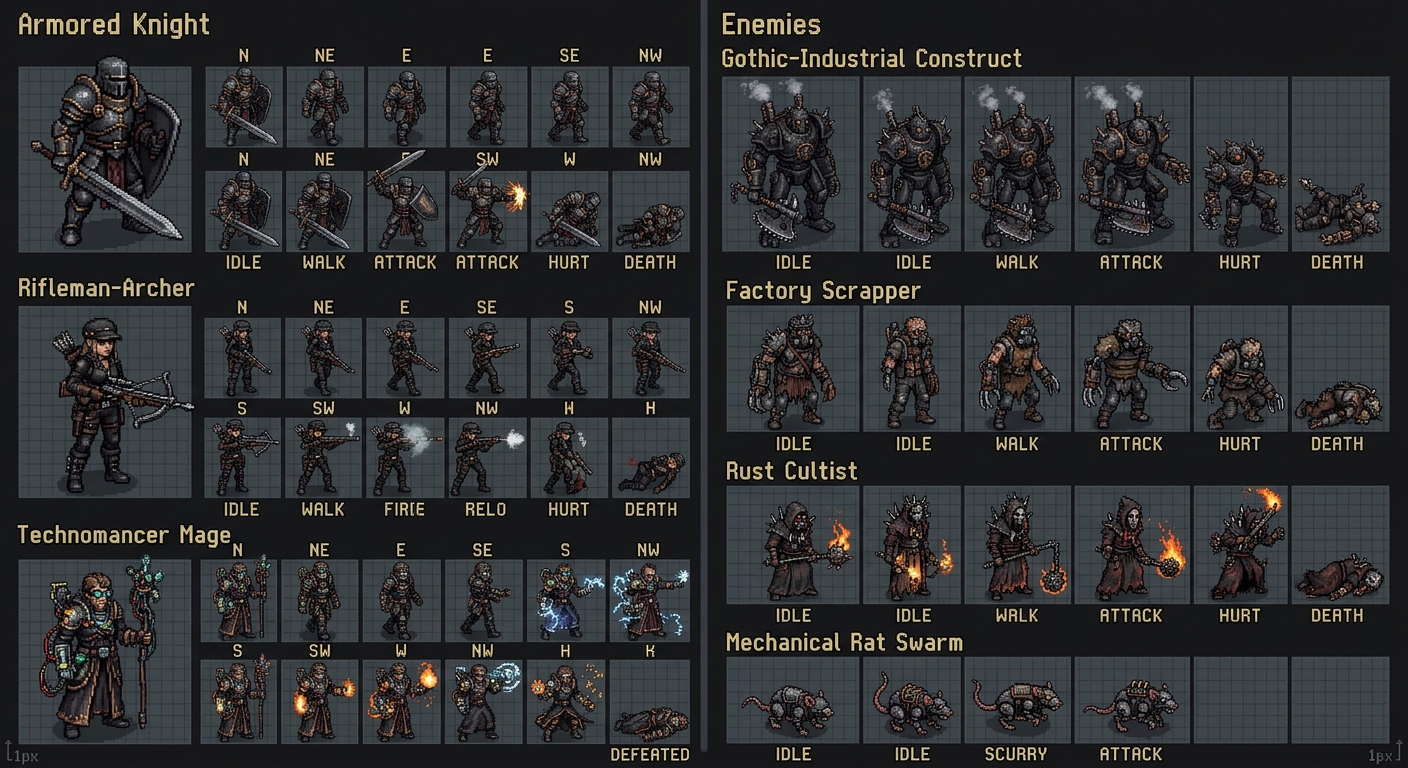 Armored Knight
N NE E E SE NW
N NE SW W NW
IDLE WALK ATTACK ATTACK HURT DEATH
Rifleman-Archer
N NE E SE S NW
S SW W NW W H
IDLE WALK FIRIE RELO HURT DEATH
Technomancer Mage
N NE E SE S NW
S SW W NW H K
DEFEATED
1px
Enemies
Gothic-Industrial Construct
IDLE IDLE WALK ATTACK HURT DEATH
Factory Scrapper
IDLE IDLE WALK ATTACK HURT DEATH
Rust Cultist
IDLE IDLE WALK ATTACK HURT DEATH
Mechanical Rat Swarm
IDLE IDLE SCURRY ATTACK
1px